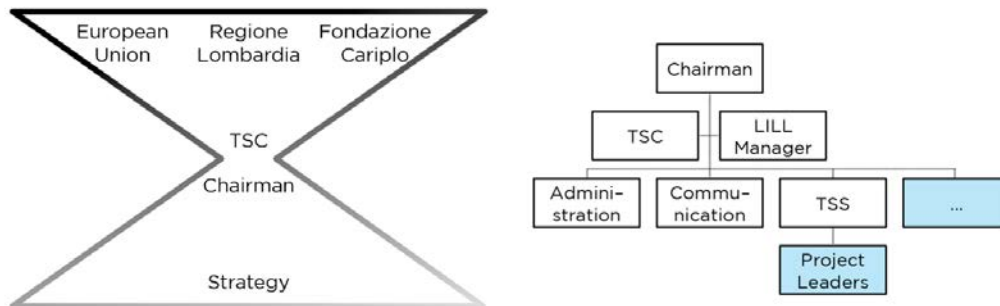 European Union
Regione Lombardia
Fondazione Cariplo
TSC
Chairman
Strategy
Chairman
TSC
LILL Manager
Admini-
stration
Commu-
nication
TSS
...
Project
Leaders